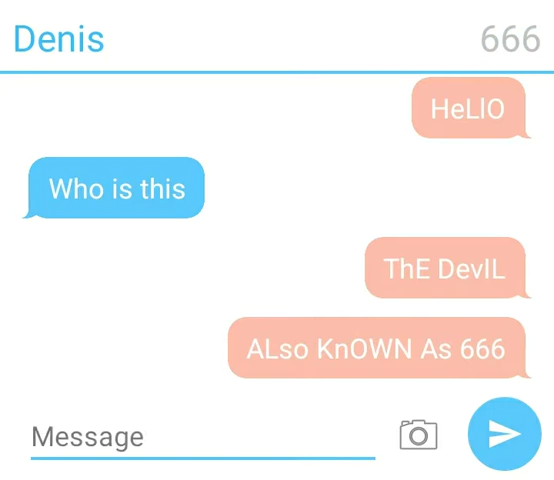 Denis 666
HeLlO
Who is this
ThE DevIL
ALso KnOWN As 666
Message